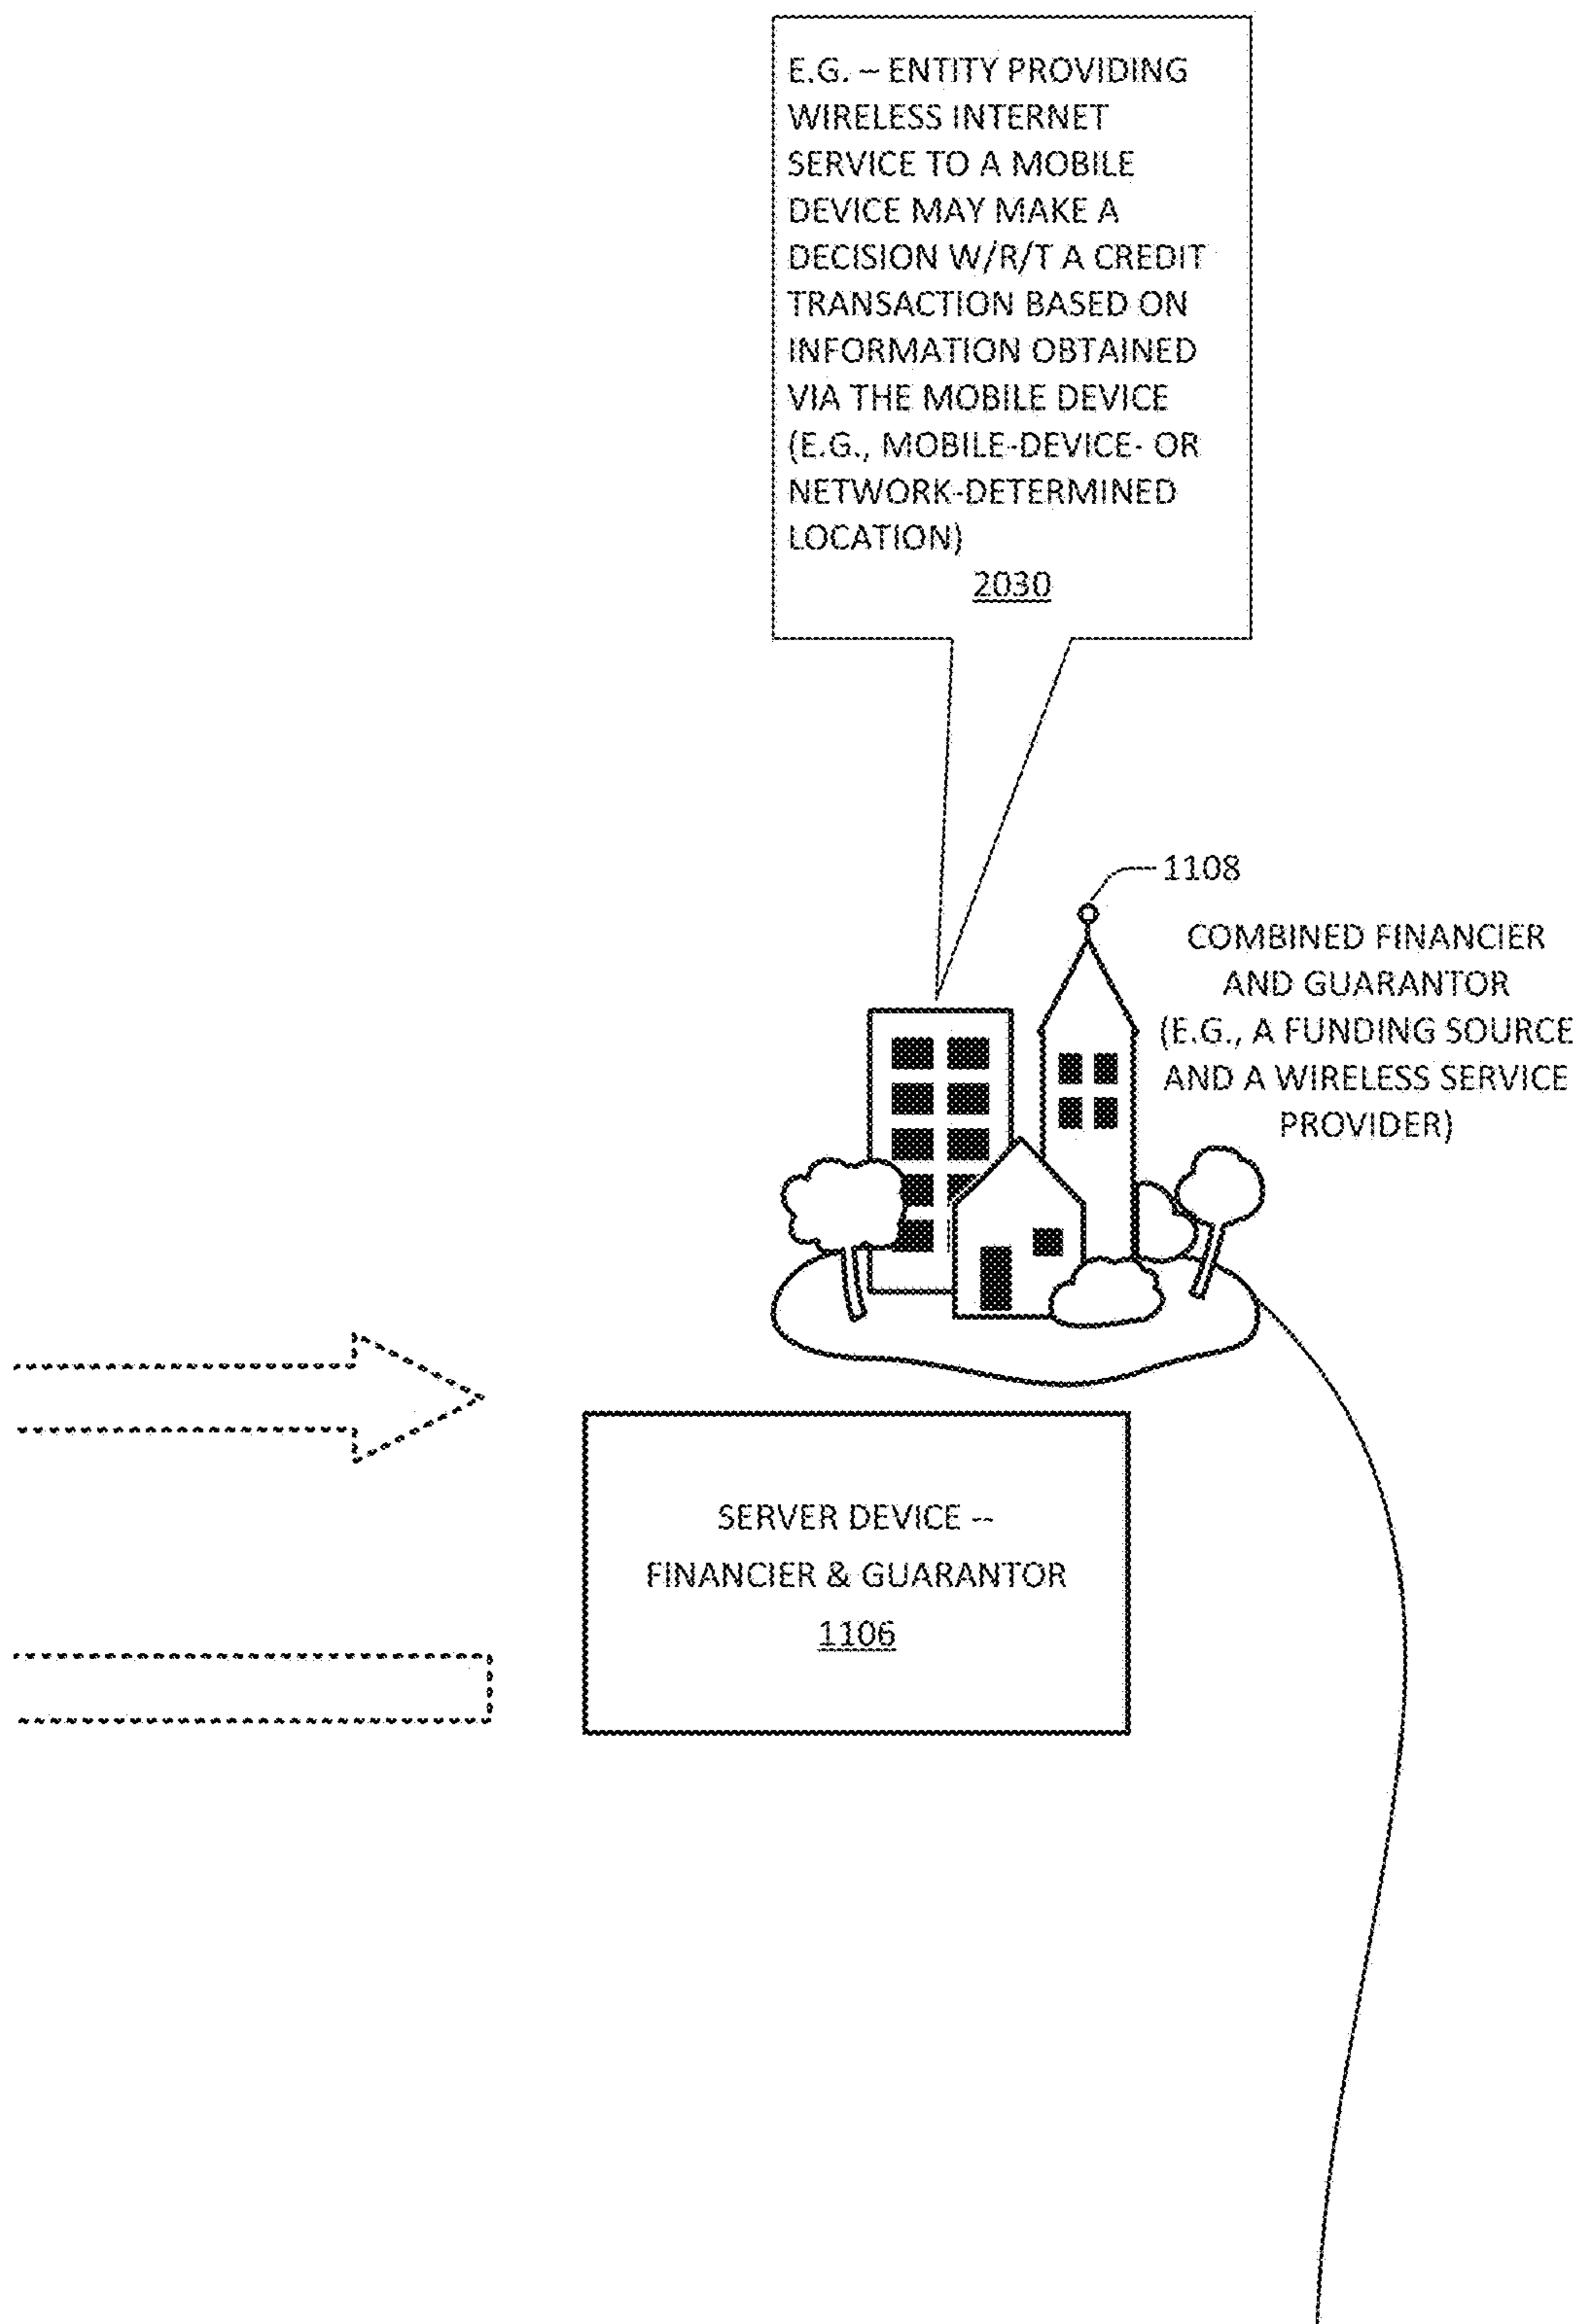 E.G. – ENTITY PROVIDING
WIRELESS INTERNET
SERVICE TO A MOBILE
DEVICE MAY MAKE A
DECISION W/R/T A CREDIT
TRANSACTION BASED ON
INFORMATION OBTAINED
VIA THE MOBILE DEVICE
(E.G., MOBILE-DEVICE- OR
NETWORK-DETERMINED
LOCATION)
2030
1108
COMBINED FINANCIER
AND GUARANTOR
(E.G., A FUNDING SOURCE
AND A WIRELESS SERVICE
PROVIDER)
SERVER DEVICE --
FINANCIER & GUARANTOR
1106